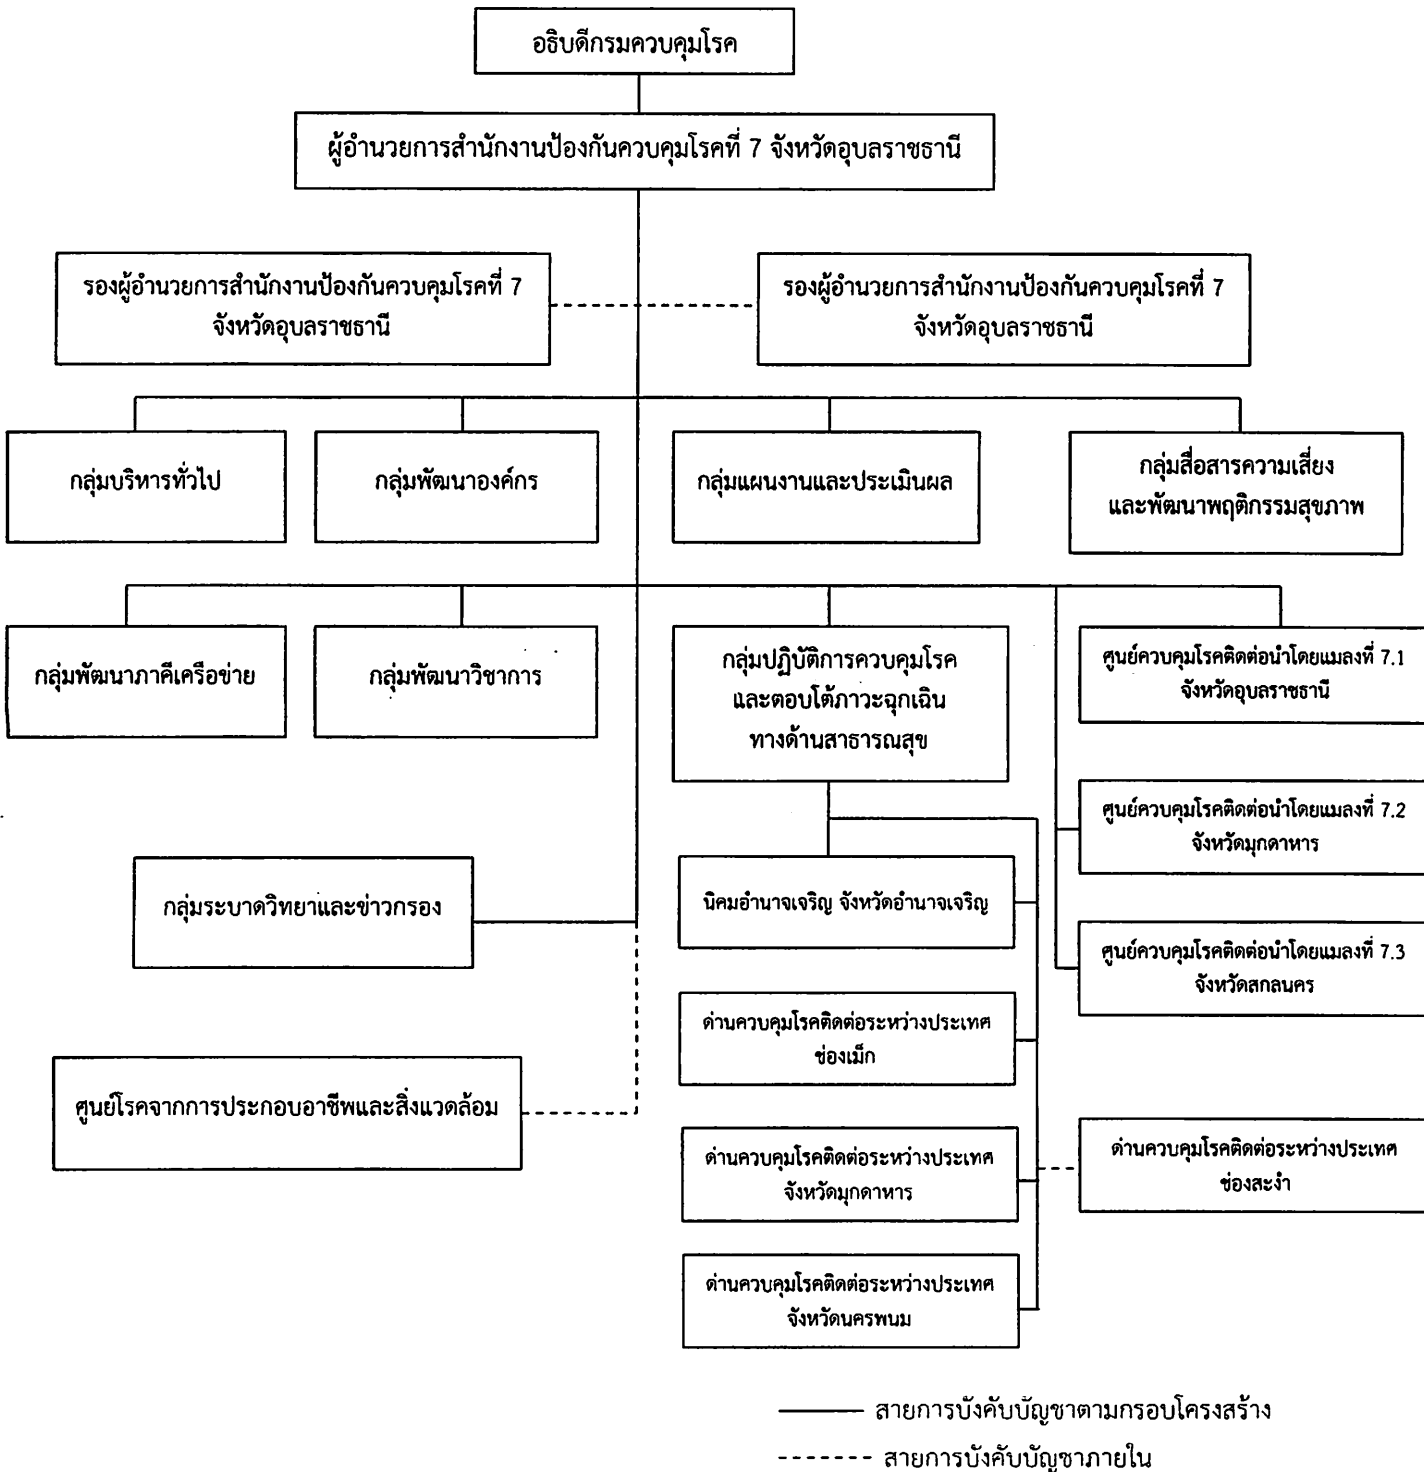 อธิบดีกรมควบคุมโรค
ผู้อำนวยการสำนักงานป้องกันควบคุมโรคที่ 7 จังหวัดอุบลราชธานี
รองผู้อำนวยการสำนักงานป้องกันควบคุมโรคที่ 7
จังหวัดอุบลราชธานี
รองผู้อำนวยการสำนักงานป้องกันควบคุมโรคที่ 7
จังหวัดอุบลราชธานี
กลุ่มบริหารทั่วไป
กลุ่มพัฒนาองค์กร
กลุ่มแผนงานและประเมินผล
กลุ่มสื่อสารความเสี่ยง
และพัฒนาพฤติกรรมสุขภาพ
กลุ่มพัฒนาภาคีเครือข่าย
กลุ่มพัฒนาวิชาการ
กลุ่มปฏิบัติการควบคุมโรค
และตอบโต้ภาวะฉุกเฉิน
ทางด้านสาธารณสุข
ศูนย์ควบคุมโรคติดต่อนำโดยแมลงที่ 7.1
จังหวัดอุบลราชธานี
ศูนย์ควบคุมโรคติดต่อนำโดยแมลงที่ 7.2
จังหวัดมุกดาหาร
กลุ่มระบาดวิทยาและข่าวกรอง
นิคมอำนาจเจริญ จังหวัดอำนาจเจริญ
ศูนย์ควบคุมโรคติดต่อนำโดยแมลงที่ 7.3
จังหวัดสกลนคร
ด่านควบคุมโรคติดต่อระหว่างประเทศ
ช่องเม็ก
ศูนย์โรคจากการประกอบอาชีพและสิ่งแวดล้อม
ด่านควบคุมโรคติดต่อระหว่างประเทศ
จังหวัดมุกดาหาร
ด่านควบคุมโรคติดต่อระหว่างประเทศ
ช่องสะงำ
ด่านควบคุมโรคติดต่อระหว่างประเทศ
จังหวัดนครพนม
สายการบังคับบัญชาตามกรอบโครงสร้าง
สายการบังคับบัญชาภายใน